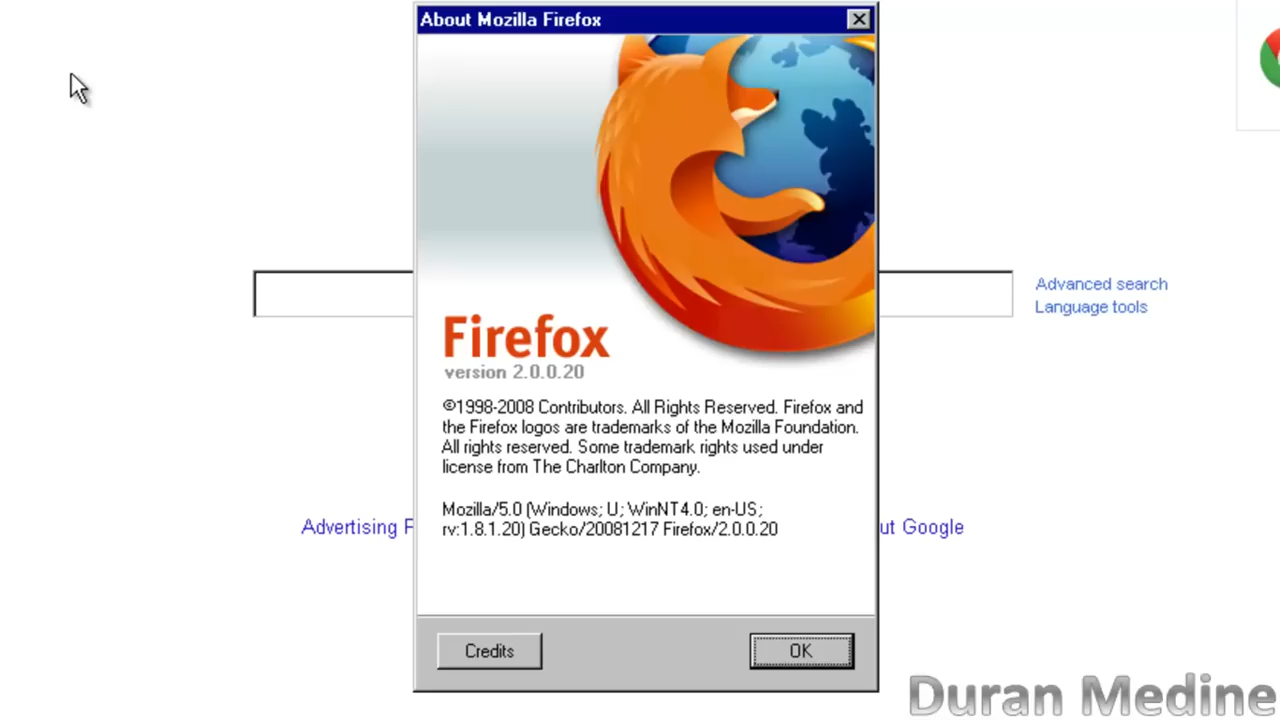 About Mozilla Firefox
Advanced search
Language tools
Firefox
version 2.0.0.20
©1998-2008 Contributors. All Rights Reserved. Firefox and
the Firefox logos are trademarks of the Mozilla Foundation.
All rights reserved. Some trademark rights used under
license from The Charlton Company.
Mozilla/5.0 (Windows; U; WinNT4.0; en-US;
rv:1.8.1.20) Gecko/20081217 Firefox/2.0.0.20
Advertising
Google
Credits
OK
Duran Medine